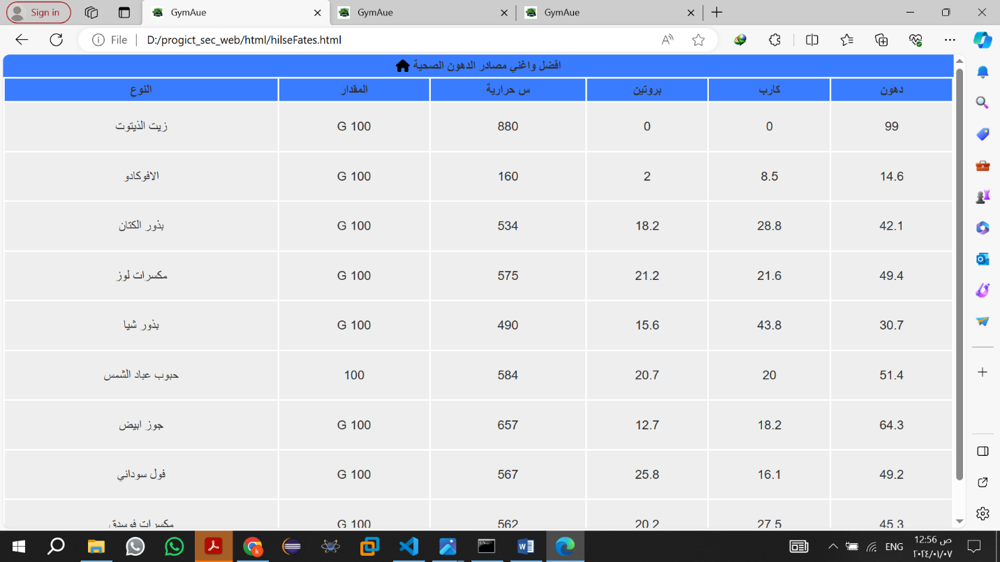 Sign in GymAue GymAue GymAue
File D:/progict_sec_web/html/hilseFates.html
افضل واغني مصادر الدهون الصحية
النوع المقدار س حرارية بروتين كارب دهون
زيت الذيتوت G 100 880 0 0 99
الافوكادو G 100 160 2 8.5 14.6
بذور الكتان G 100 534 18.2 28.8 42.1
مكسرات لوز G 100 575 21.2 21.6 49.4
بذور شيا G 100 490 15.6 43.8 30.7
حبوب عباد الشمس 100 584 20.7 20 51.4
جوز ابيض G 100 657 12.7 18.2 64.3
فول سوداني G 100 567 25.8 16.1 49.2
مكسرات فوسدق G 100 562 20.2 27.5 45.3
ENG 12:56 ص
٢٠٢٤/٠١/٠٧